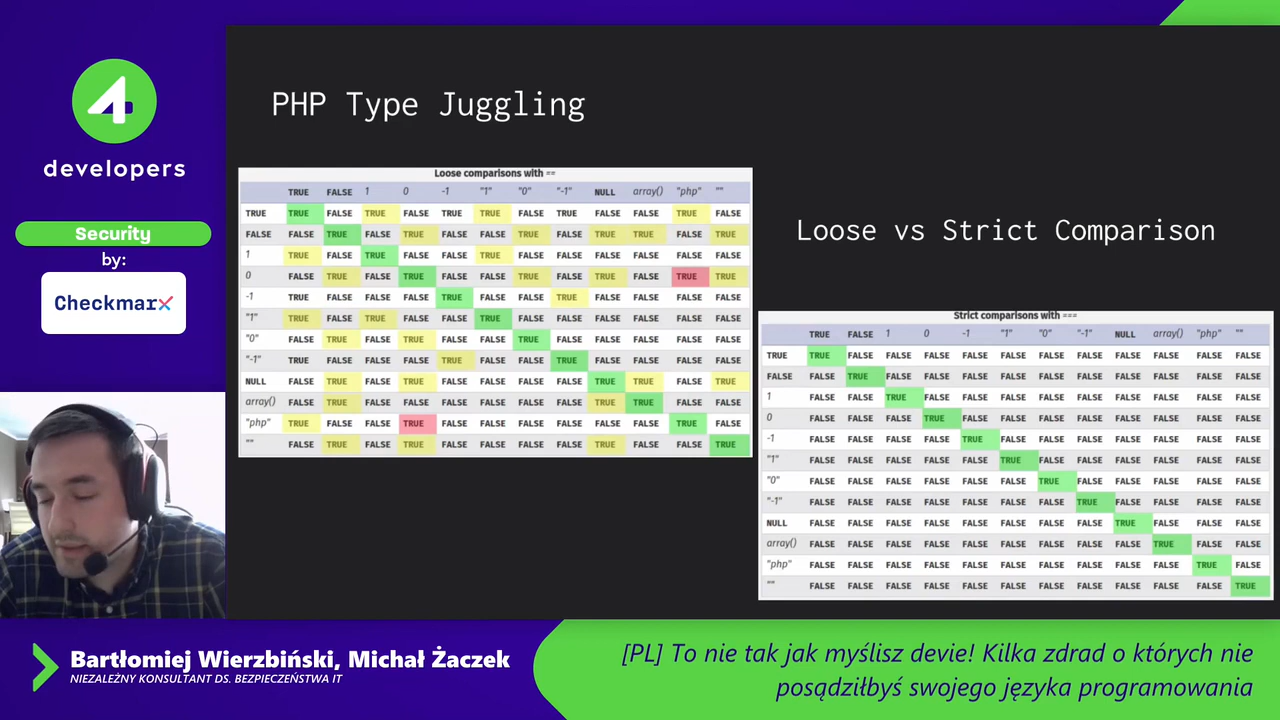 4
developers
Security
by:
Checkmarx
PHP Type Juggling
Loose comparisons with ==
TRUE FALSE 1 0 -1 "1" "0" "-1" NULL array() "php" ""
TRUE TRUE FALSE TRUE FALSE TRUE TRUE FALSE TRUE FALSE FALSE TRUE FALSE
FALSE FALSE TRUE FALSE TRUE FALSE FALSE TRUE FALSE TRUE TRUE FALSE TRUE
1 TRUE FALSE TRUE FALSE FALSE TRUE FALSE FALSE FALSE FALSE FALSE FALSE
0 FALSE TRUE FALSE TRUE FALSE FALSE TRUE FALSE TRUE FALSE TRUE TRUE
-1 TRUE FALSE FALSE FALSE TRUE FALSE FALSE TRUE FALSE FALSE FALSE FALSE
"1" TRUE FALSE TRUE FALSE FALSE TRUE FALSE FALSE FALSE FALSE FALSE FALSE
"0" FALSE TRUE FALSE TRUE FALSE FALSE TRUE FALSE FALSE FALSE FALSE FALSE
"-1" TRUE FALSE FALSE FALSE TRUE FALSE FALSE TRUE FALSE FALSE FALSE FALSE
NULL FALSE TRUE FALSE TRUE FALSE FALSE FALSE FALSE TRUE TRUE FALSE TRUE
array() FALSE TRUE FALSE FALSE FALSE FALSE FALSE FALSE TRUE TRUE FALSE FALSE
"php" TRUE FALSE FALSE TRUE FALSE FALSE FALSE FALSE FALSE FALSE TRUE FALSE
"" FALSE TRUE FALSE TRUE FALSE FALSE FALSE FALSE TRUE FALSE FALSE TRUE
Loose vs Strict Comparison
Strict comparisons with ===
TRUE FALSE 1 0 -1 "1" "0" "-1" NULL array() "php" ""
TRUE TRUE FALSE FALSE FALSE FALSE FALSE FALSE FALSE FALSE FALSE FALSE FALSE
FALSE FALSE TRUE FALSE FALSE FALSE FALSE FALSE FALSE FALSE FALSE FALSE FALSE
1 FALSE FALSE TRUE FALSE FALSE FALSE FALSE FALSE FALSE FALSE FALSE FALSE
0 FALSE FALSE FALSE TRUE FALSE FALSE FALSE FALSE FALSE FALSE FALSE FALSE
-1 FALSE FALSE FALSE FALSE TRUE FALSE FALSE FALSE FALSE FALSE FALSE FALSE
"1" FALSE FALSE FALSE FALSE FALSE TRUE FALSE FALSE FALSE FALSE FALSE FALSE
"0" FALSE FALSE FALSE FALSE FALSE FALSE TRUE FALSE FALSE FALSE FALSE FALSE
"-1" FALSE FALSE FALSE FALSE FALSE FALSE FALSE TRUE FALSE FALSE FALSE FALSE
NULL FALSE FALSE FALSE FALSE FALSE FALSE FALSE FALSE TRUE FALSE FALSE FALSE
array() FALSE FALSE FALSE FALSE FALSE FALSE FALSE FALSE FALSE TRUE FALSE FALSE
"php" FALSE FALSE FALSE FALSE FALSE FALSE FALSE FALSE FALSE FALSE TRUE FALSE
"" FALSE FALSE FALSE FALSE FALSE FALSE FALSE FALSE FALSE FALSE FALSE TRUE
Bartłomiej Wierzbiński, Michał Żaczek
NIEZALEŻNY KONSULTANT DS. BEZPIECZEŃSTWA IT
[PL] To nie tak jak myślisz devie! Kilka zdrad o których nie
posądziłbyś swojego języka programowania